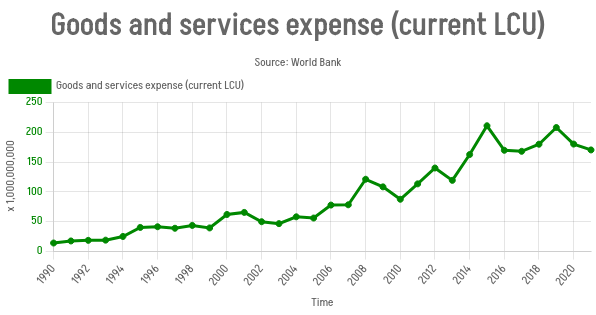 Goods and services expense (current LCU)
Source: World Bank
Goods and services expense (current LCU)
250
200
150
100
50
0
x 1,000,000,000
1990 1992 1994 1996 1998 2000 2002 2004 2006 2008 2010 2012 2014 2016 2018 2020
Time